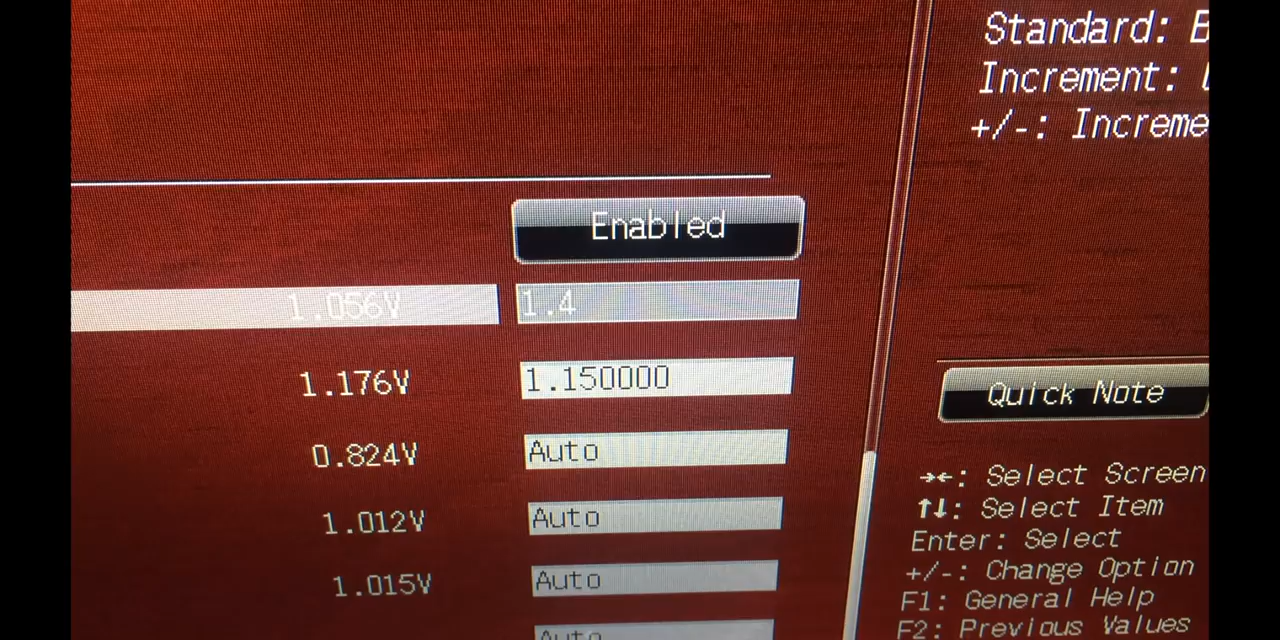 Standard:
Increment:
+/-:
Enabled
1.056V 1.4
1.176V 1.150000
0.824V Auto
1.012V Auto
1.015V Auto
Auto
Quick Note
→←: Select Screen
↑↓: Select Item
Enter: Select
+/-: Change Option
F1: General Help
F2: Previous Values